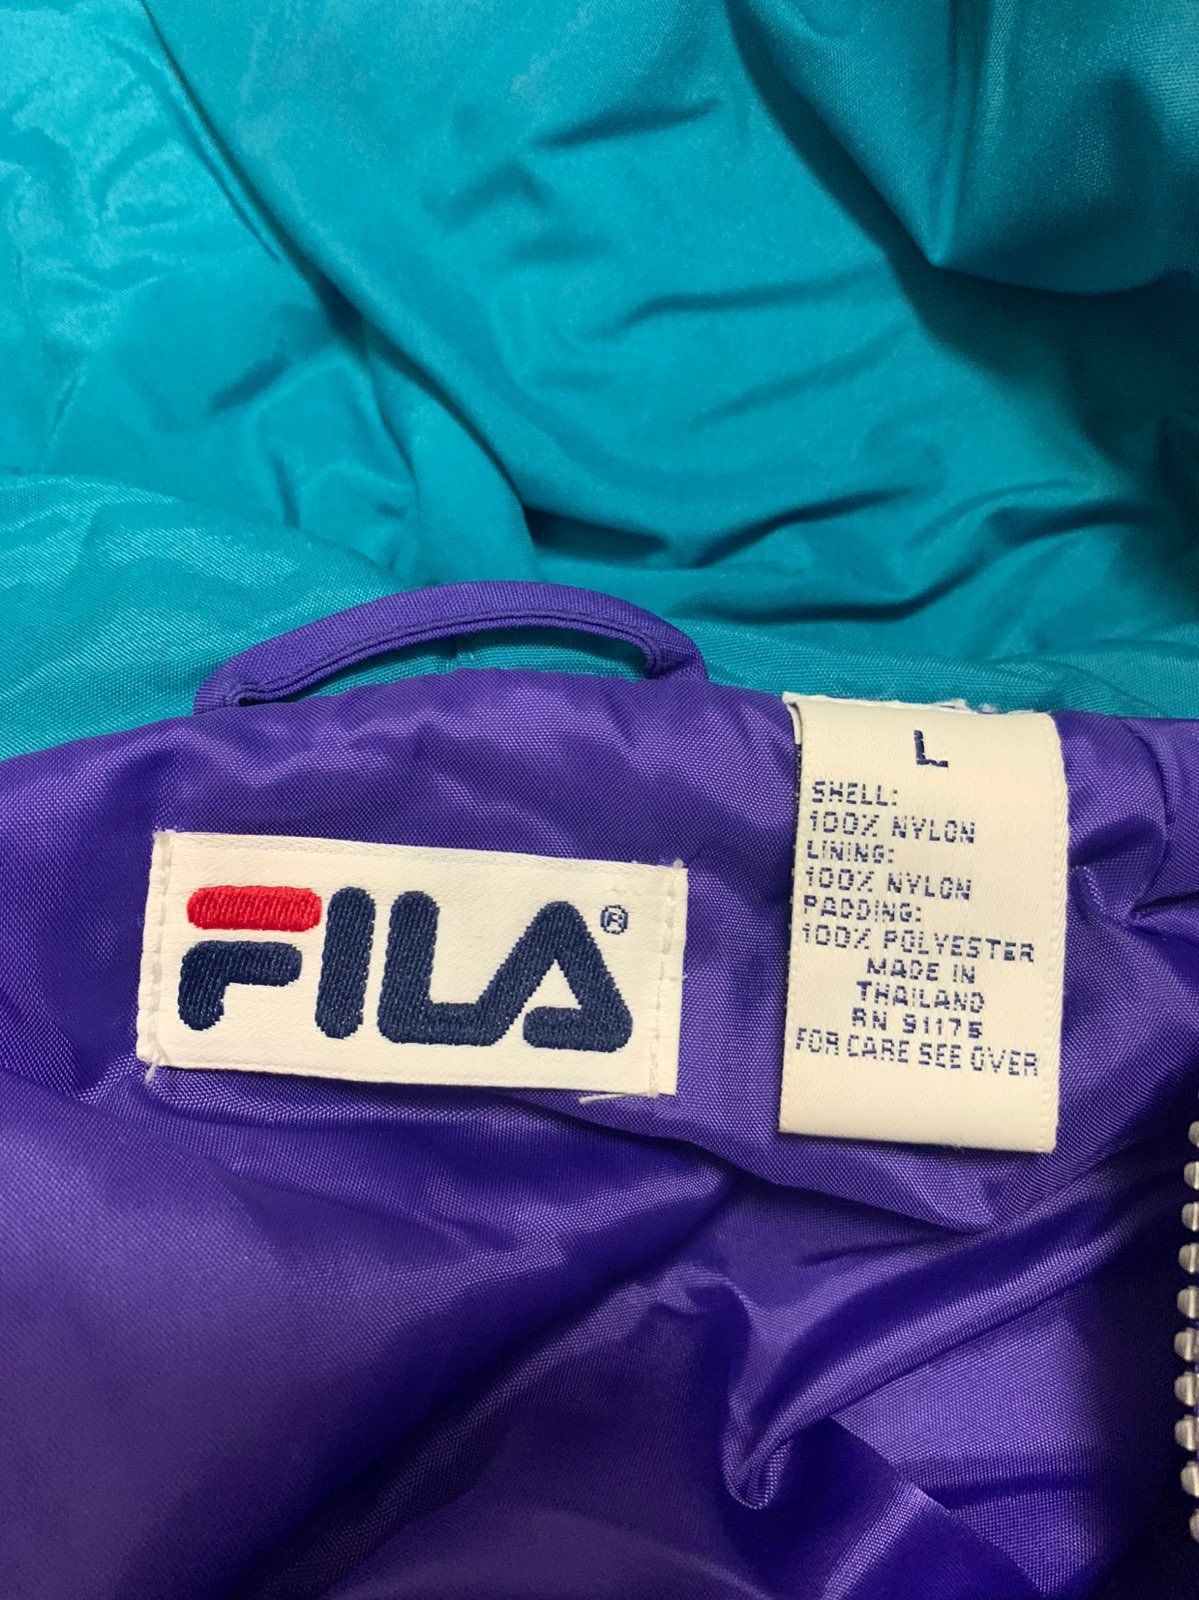 FILA®
L
SHELL:
100% NYLON
LINING:
100% NYLON
PADDING:
100% POLYESTER
MADE IN
THAILAND
RN 91175
FOR CARE SEE OVER